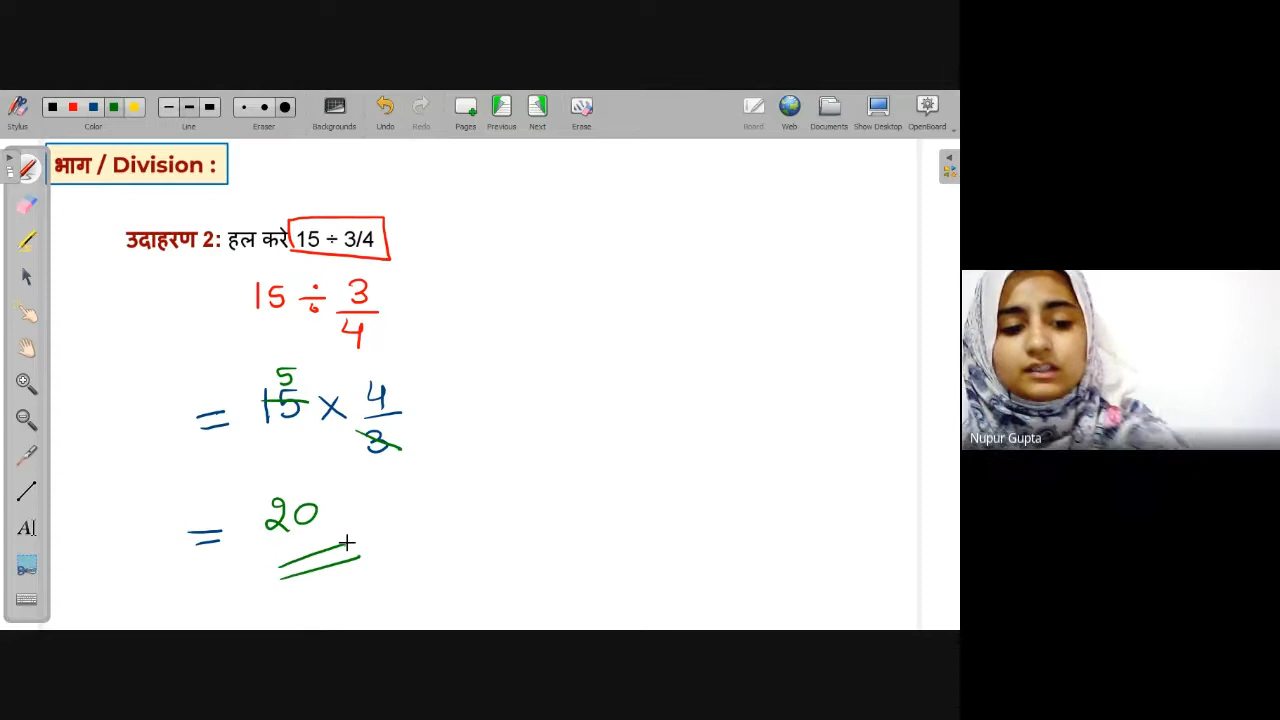 Stylus Color Line Eraser Backgrounds Undo Redo Pages Previous Next Erase Board Web Documents Show Desktop OpenBoard
भाग / Division :
उदाहरण 2: हल करे 15 ÷ 3/4
15 ÷ 3/4
5
= 15 × 4/3
= 20
Nupur Gupta